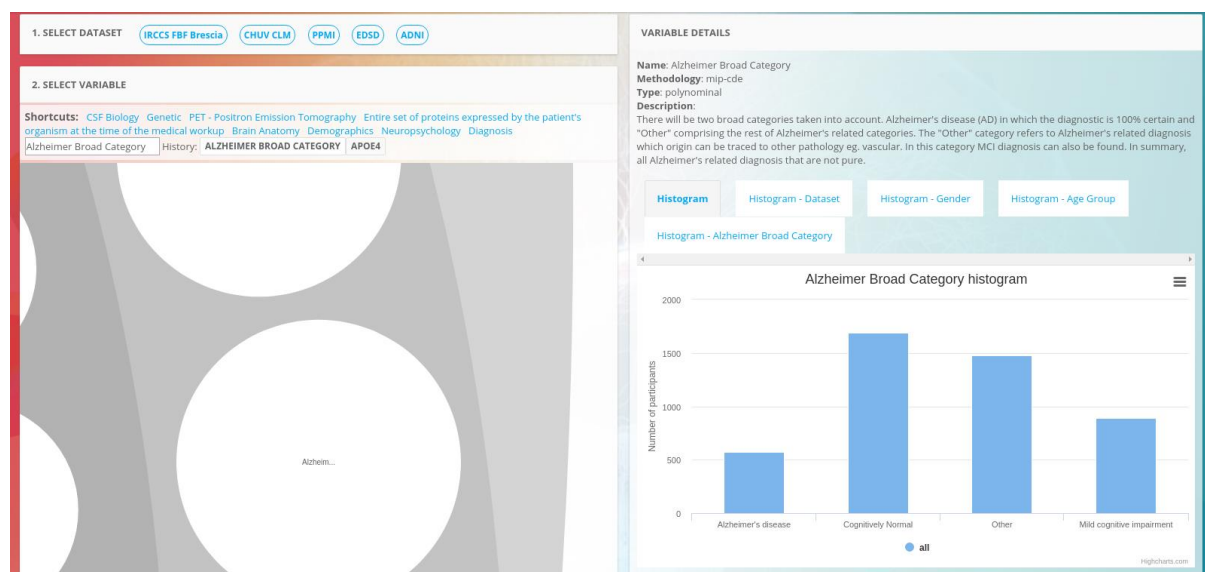 1. SELECT DATASET IRCCS FBF Brescia CHUV CLM PPMI EDSD ADNI
2. SELECT VARIABLE
Shortcuts: CSF Biology Genetic PET - Positron Emission Tomography Entire set of proteins expressed by the patient's
organism at the time of the medical workup Brain Anatomy Demographics Neuropsychology Diagnosis
Alzheimer Broad Category History: ALZHEIMER BROAD CATEGORY APOE4
Alzheim...
VARIABLE DETAILS
Name: Alzheimer Broad Category
Methodology: mip-cde
Type: polynominal
Description:
There will be two broad categories taken into account. Alzheimer's disease (AD) in which the diagnostic is 100% certain and
"Other" comprising the rest of Alzheimer's related categories. The "Other" category refers to Alzheimer's related diagnosis
which origin can be traced to other pathology eg. vascular. In this category MCI diagnosis can also be found. In summary,
all Alzheimer's related diagnosis that are not pure.
Histogram Histogram - Dataset Histogram - Gender Histogram - Age Group
Histogram - Alzheimer Broad Category
Alzheimer Broad Category histogram
Number of participants
2000
1500
1000
500
0
Alzheimer's disease Cognitively Normal Other Mild cognitive impairment
all
Highcharts.com